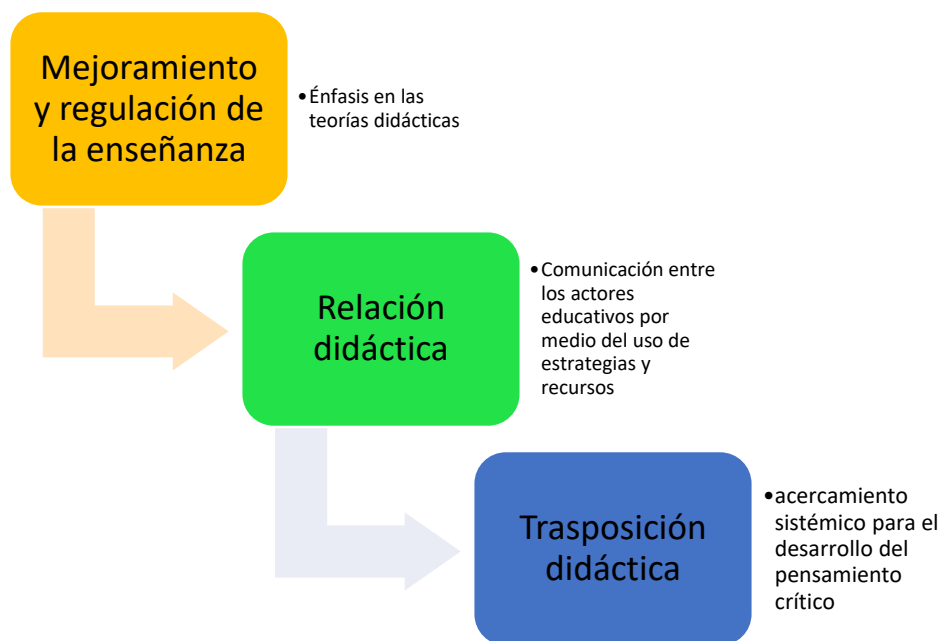 Mejoramiento
y regulación de
la enseñanza
•Énfasis en las
teorías didácticas
Relación
didáctica
•Comunicación entre
los actores
educativos por
medio del uso de
estrategias y
recursos
Trasposición
didáctica
•acercamiento
sistémico para el
desarrollo del
pensamiento
crítico